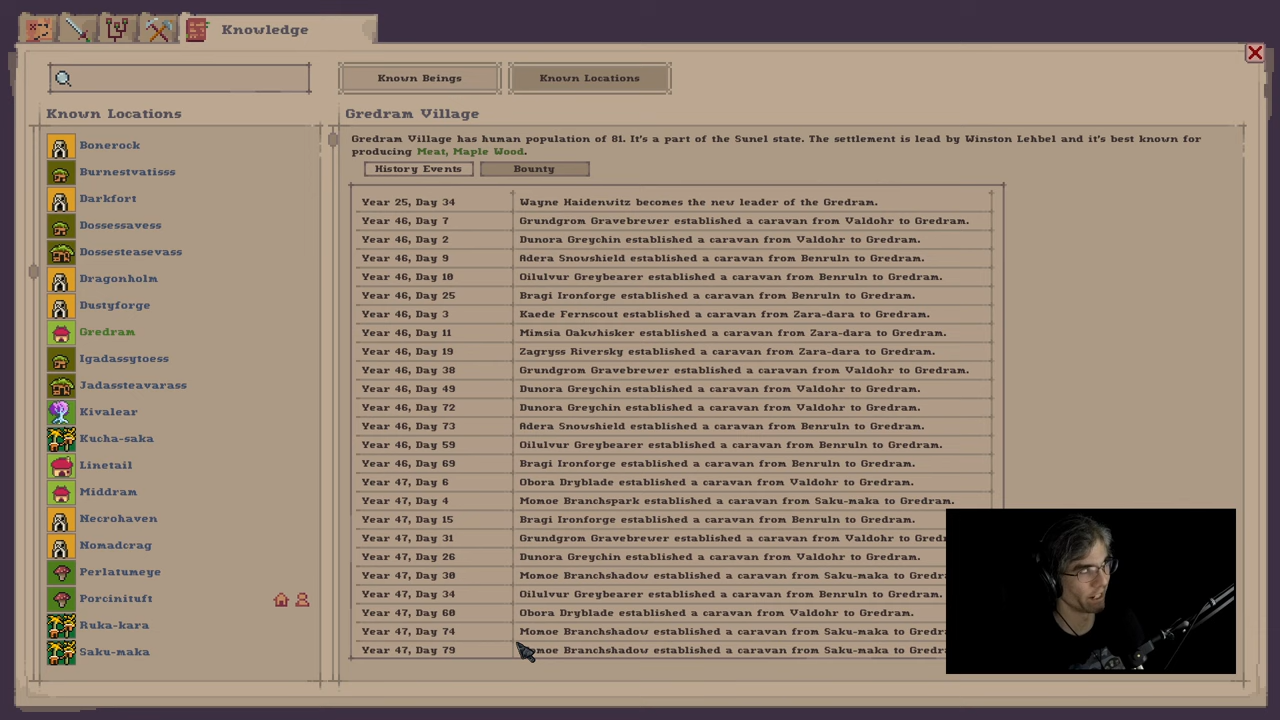 Knowledge
Known Beings
Known Locations
Known Locations
Bonerock
Burnestvatisss
Darkfort
Dossessavess
Dossesteasevass
Dragonholm
Dustyforge
Gredram
Igadassytoess
Jadassteavarass
Kivalear
Kucha-saka
Linetail
Middram
Necrohaven
Nomadcrag
Perlatumeye
Porcinituft
Ruka-kara
Saku-maka
Gredram Village
Gredram Village has human population of 81. It's a part of the Sunel state. The settlement is lead by Winston Lehbel and it's best known for
producing Meat, Maple Wood.
History Events
Bounty
Year 25, Day 34 Wayne Haidenwitz becomes the new leader of the Gredram.
Year 46, Day 7 Grundgrom Gravebrewer established a caravan from Valdohr to Gredram.
Year 46, Day 2 Dunora Greychin established a caravan from Valdohr to Gredram.
Year 46, Day 9 Adera Snowshield established a caravan from Benruln to Gredram.
Year 46, Day 10 Oilulvur Greybearer established a caravan from Benruln to Gredram.
Year 46, Day 25 Bragi Ironforge established a caravan from Benruln to Gredram.
Year 46, Day 3 Kaede Fernscout established a caravan from Zara-dara to Gredram.
Year 46, Day 11 Mimsia Oakwhisker established a caravan from Zara-dara to Gredram.
Year 46, Day 19 Zagryss Riversky established a caravan from Zara-dara to Gredram.
Year 46, Day 38 Grundgrom Gravebrewer established a caravan from Valdohr to Gredram.
Year 46, Day 49 Dunora Greychin established a caravan from Valdohr to Gredram.
Year 46, Day 72 Dunora Greychin established a caravan from Valdohr to Gredram.
Year 46, Day 73 Adera Snowshield established a caravan from Benruln to Gredram.
Year 46, Day 59 Oilulvur Greybearer established a caravan from Benruln to Gredram.
Year 46, Day 69 Bragi Ironforge established a caravan from Benruln to Gredram.
Year 47, Day 6 Obora Dryblade established a caravan from Valdohr to Gredram.
Year 47, Day 4 Momoe Branchspark established a caravan from Saku-maka to Gredram.
Year 47, Day 15 Bragi Ironforge established a caravan from Benruln to Gredram.
Year 47, Day 31 Grundgrom Gravebrewer established a caravan from Valdohr to Gredr
Year 47, Day 26 Dunora Greychin established a caravan from Valdohr to Gredram.
Year 47, Day 30 Momoe Branchshadow established a caravan from Saku-maka to Gredr
Year 47, Day 34 Oilulvur Greybearer established a caravan from Benruln to Gredram.
Year 47, Day 60 Obora Dryblade established a caravan from Valdohr to Gredram.
Year 47, Day 74 Momoe Branchshadow established a caravan from Saku-maka to Gredr
Year 47, Day 79 moe Branchshadow established a caravan from Saku-maka to Gredr